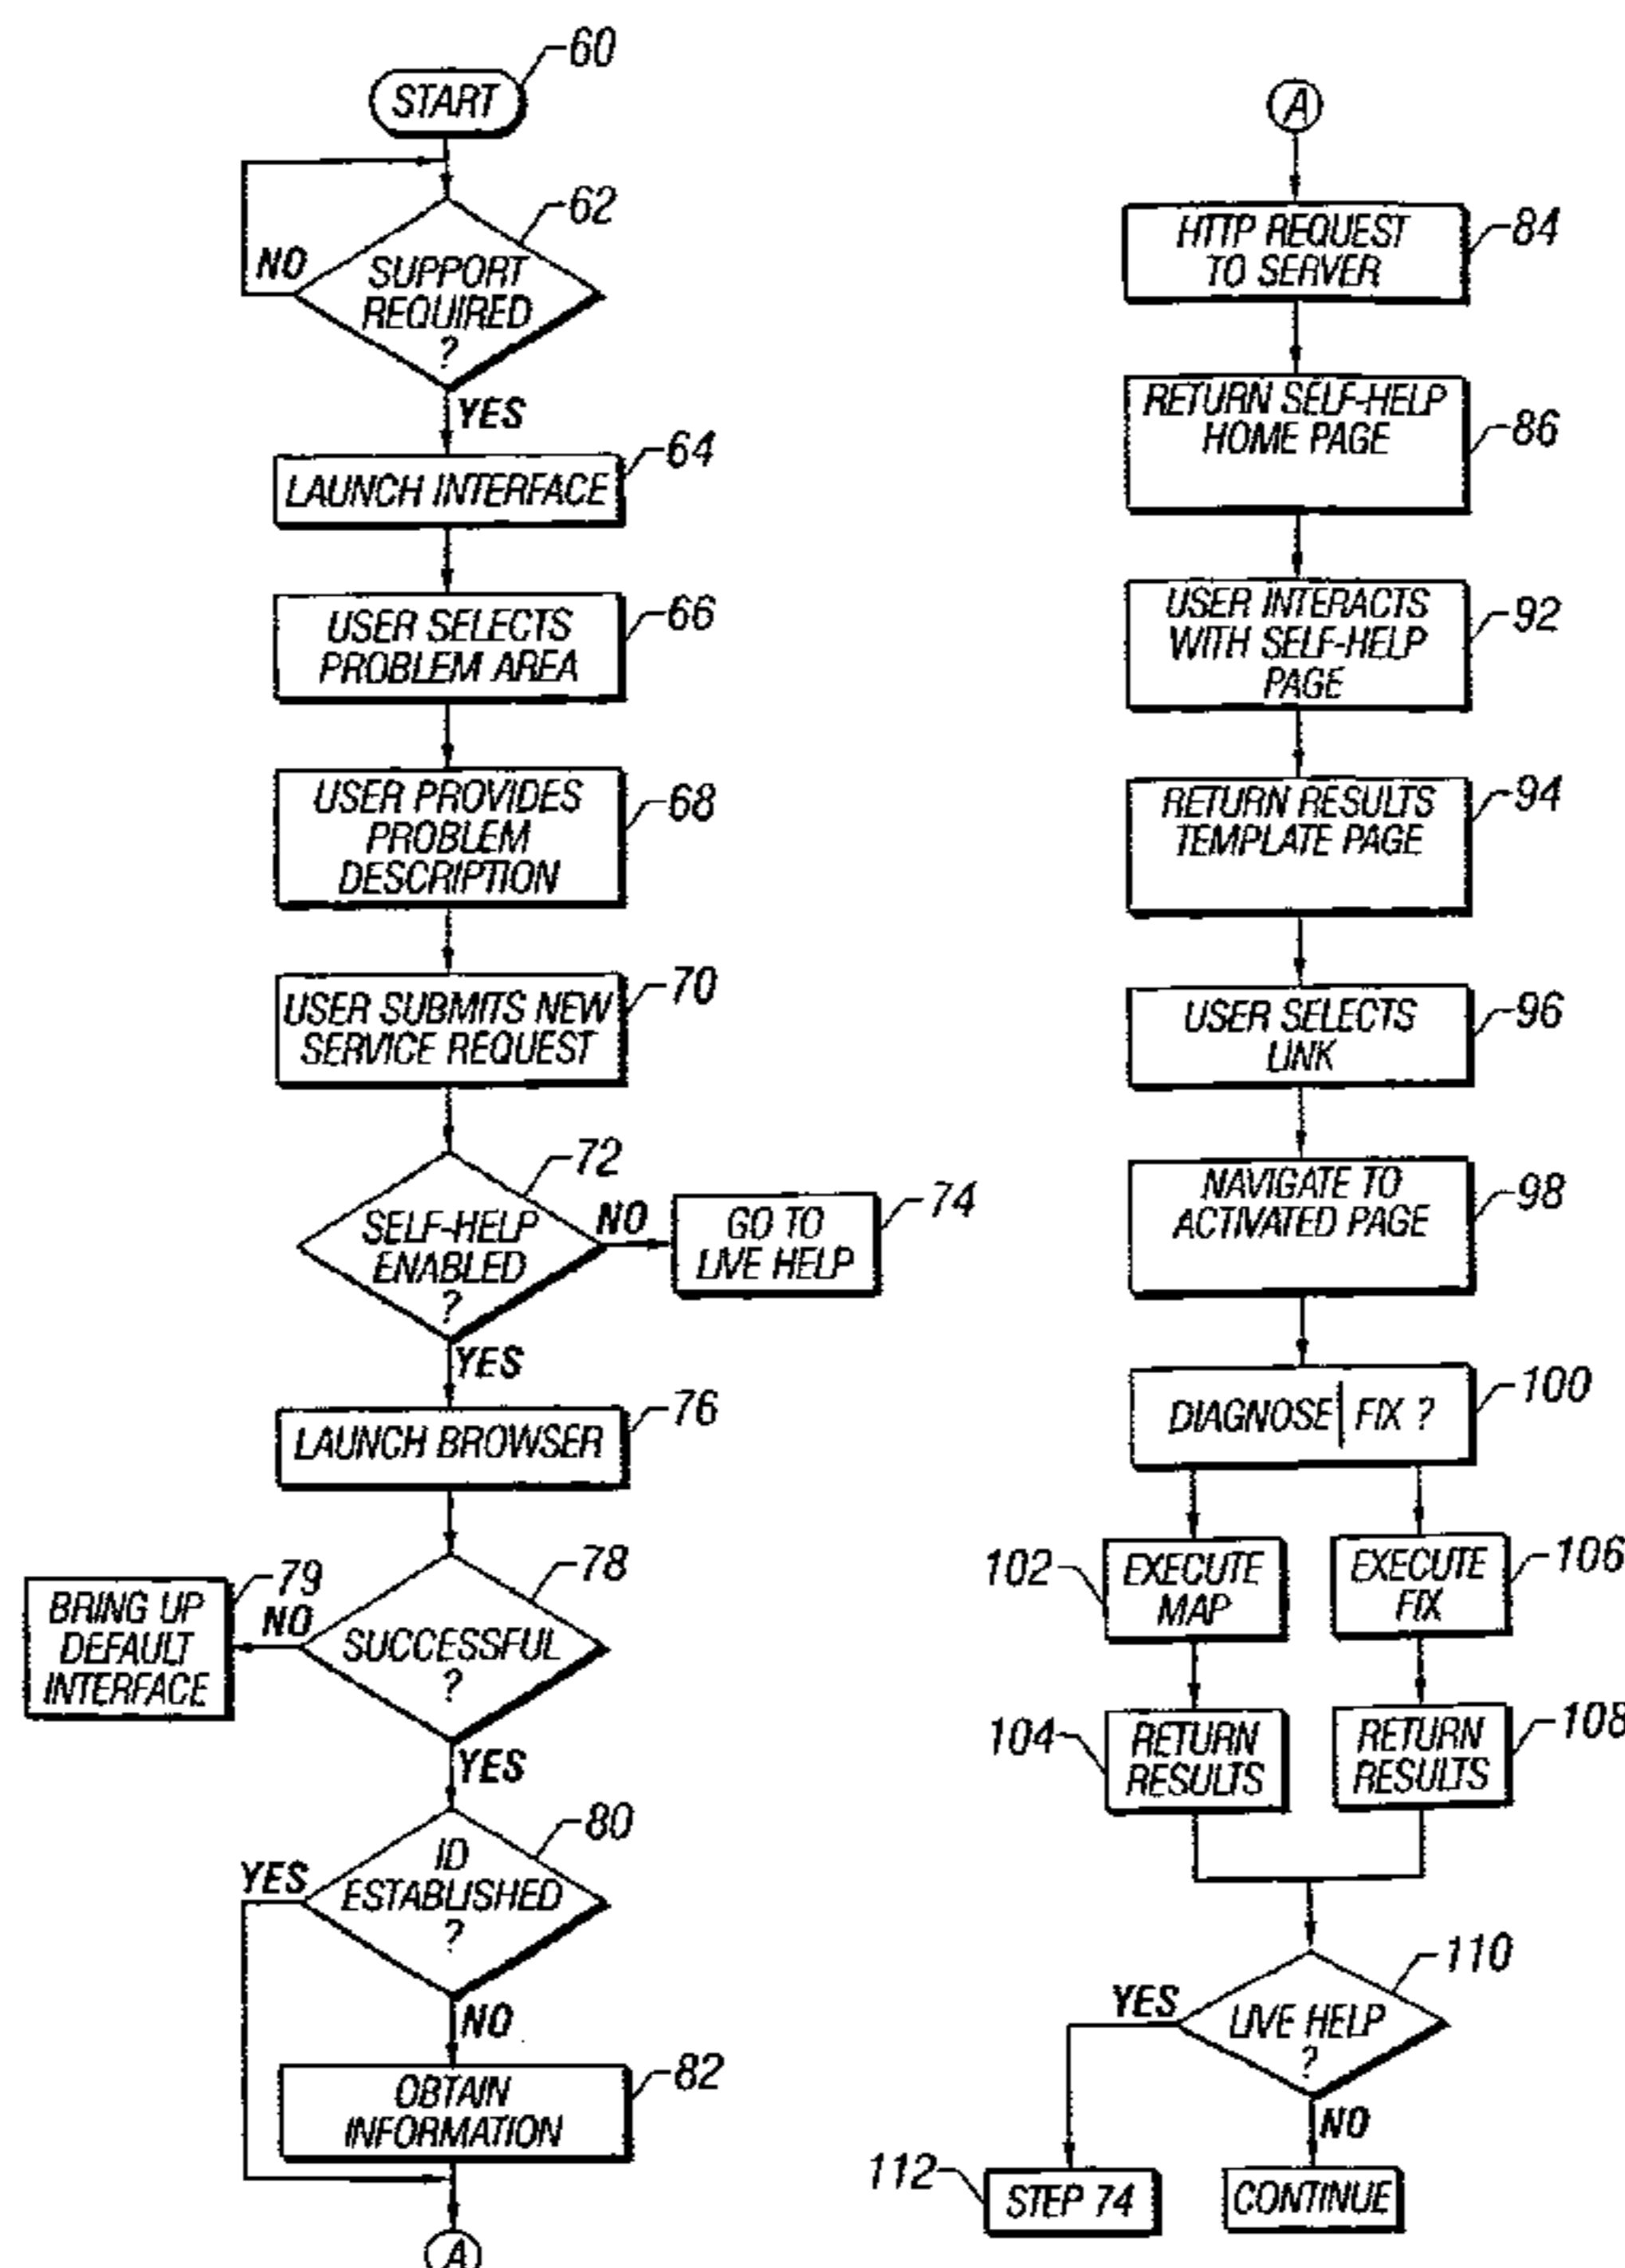 60
START
62
NO
SUPPORT
REQUIRED
?
YES
64
LAUNCH INTERFACE
66
USER SELECTS
PROBLEM AREA
68
USER PROVIDES
PROBLEM
DESCRIPTION
70
USER SUBMITS NEW
SERVICE REQUEST
72
SELF-HELP
ENABLED
?
NO
74
GO TO
LIVE HELP
YES
76
LAUNCH BROWSER
78
SUCCESSFUL
?
79
NO
BRING UP
DEFAULT
INTERFACE
YES
80
ID
ESTABLISHED
?
YES
NO
82
OBTAIN
INFORMATION
A
A
HTTP REQUEST
TO SERVER
84
RETURN SELF-HELP
HOME PAGE
86
USER INTERACTS
WITH SELF-HELP
PAGE
92
RETURN RESULTS
TEMPLATE PAGE
94
USER SELECTS
LINK
96
NAVIGATE TO
ACTIVATED PAGE
98
DIAGNOSE FIX ?
100
102
EXECUTE
MAP
EXECUTE
FIX
106
104
RETURN
RESULTS
RETURN
RESULTS
108
110
LIVE HELP
?
YES
NO
112
STEP 74
CONTINUE